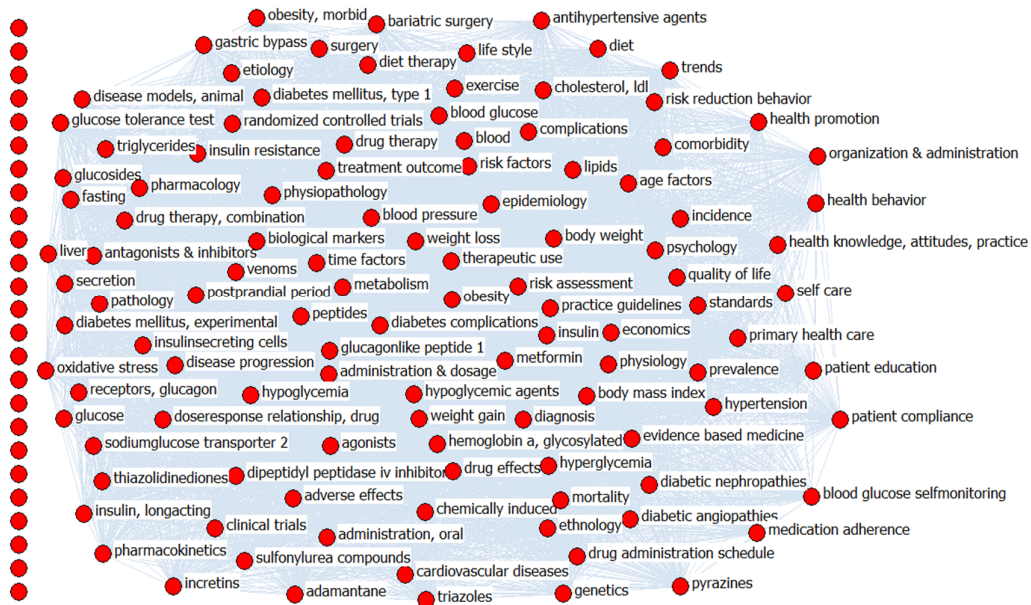 obesity, morbid
bariatric surgery
antihypertensive agents
gastric bypass
surgery
life style
diet
etiology
diet therapy
trends
disease models, animal
diabetes mellitus, type 1
exercise
cholesterol, ldl
risk reduction behavior
glucose tolerance test
randomized controlled trials
blood glucose
complications
health promotion
triglycerides
insulin resistance
drug therapy
blood
comorbidity
organization & administration
glucosides
pharmacology
treatment outcome
risk factors
lipids
age factors
fasting
physiopathology
epidemiology
health behavior
drug therapy, combination
blood pressure
incidence
liver
antagonists & inhibitors
biological markers
weight loss
body weight
psychology
health knowledge, attitudes, practice
secretion
venoms
time factors
therapeutic use
quality of life
pathology
postprandial period
metabolism
obesity
risk assessment
self care
diabetes mellitus, experimental
peptides
diabetes complications
practice guidelines
standards
insulinsecreting cells
insulin
economics
primary health care
oxidative stress
disease progression
glucagonlike peptide 1
administration & dosage
metformin
physiology
prevalence
patient education
receptors, glucagon
hypoglycemia
hypoglycemic agents
body mass index
hypertension
glucose
doseresponse relationship, drug
weight gain
diagnosis
patient compliance
sodiumglucose transporter 2
agonists
hemoglobin a, glycosylated
evidence based medicine
thiazolidinediones
dipeptidyl peptidase iv inhibitor
drug effects
hyperglycemia
diabetic nephropathies
blood glucose selfmonitoring
insulin, longacting
adverse effects
chemically induced
mortality
diabetic angiopathies
clinical trials
administration, oral
ethnology
medication adherence
pharmacokinetics
sulfonylurea compounds
cardiovascular diseases
drug administration schedule
incretins
adamantane
triazoles
genetics
pyrazines